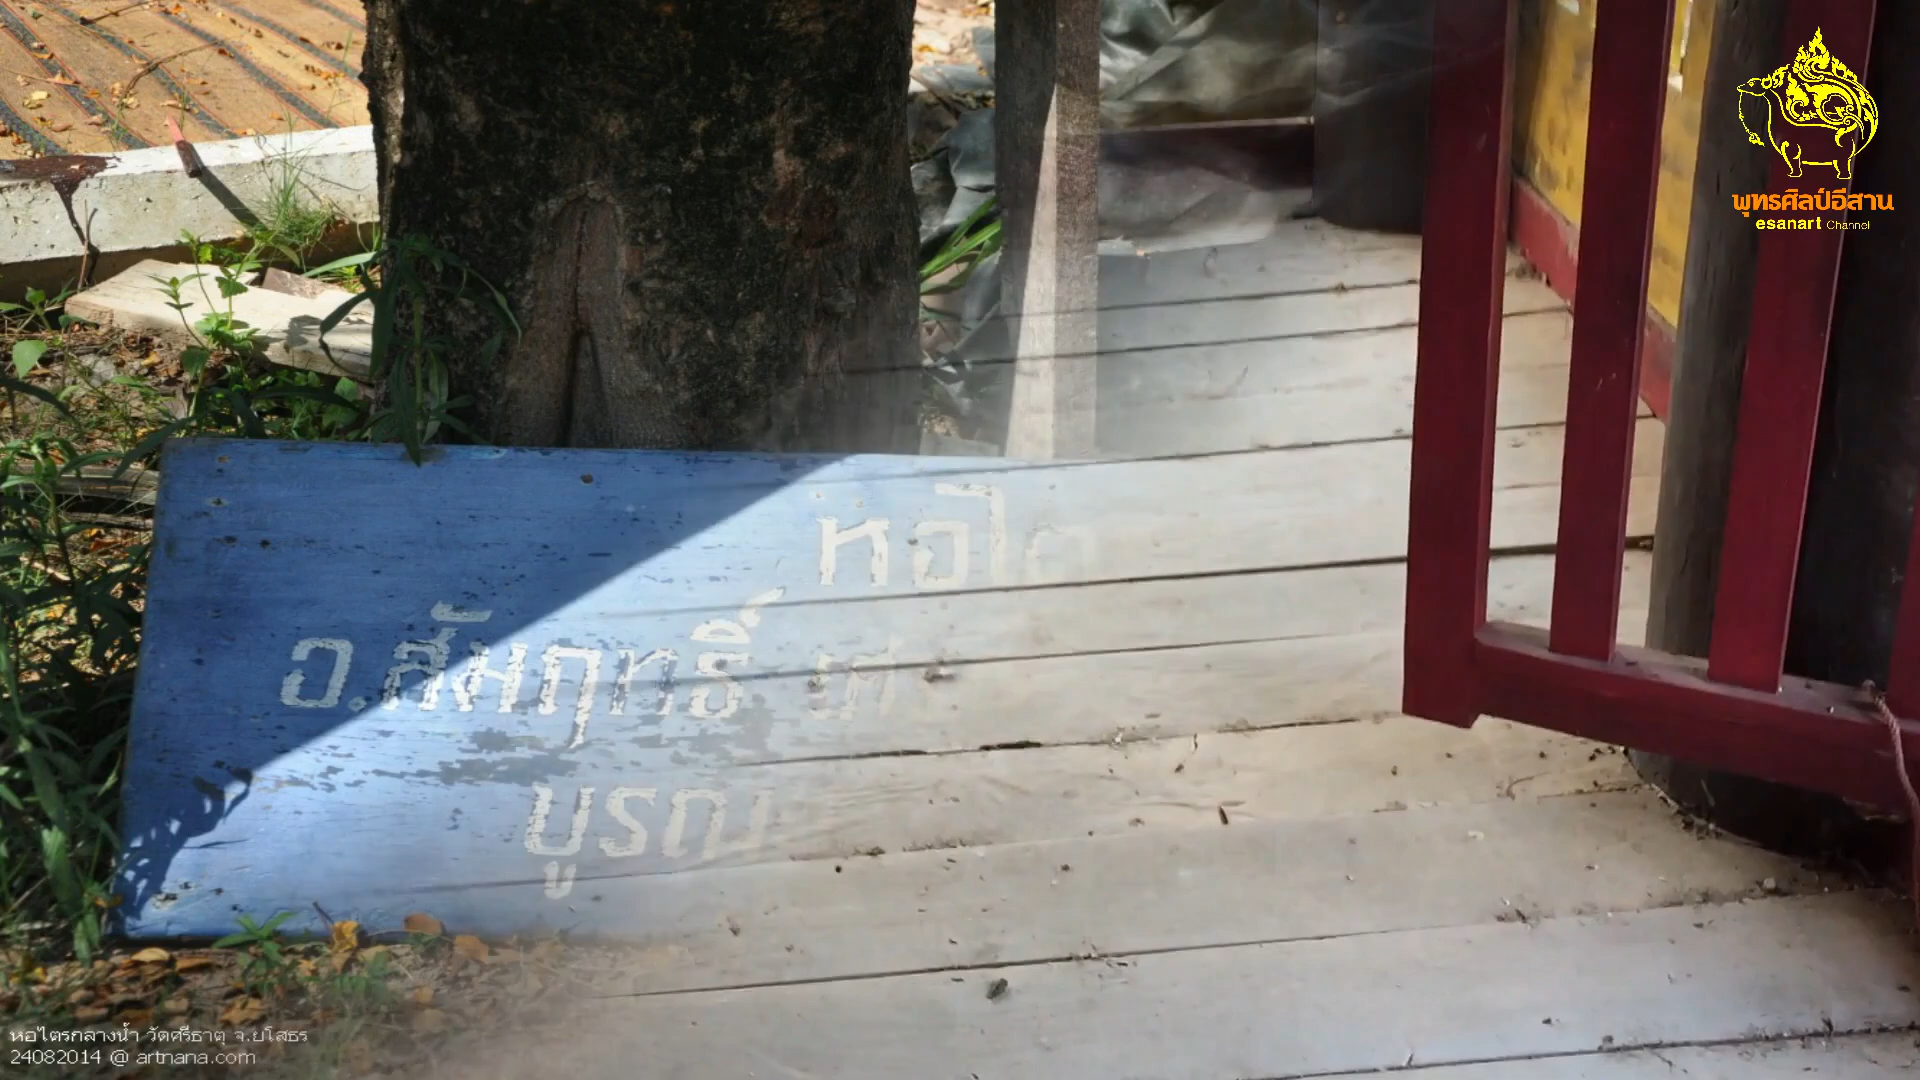 พุทธศิลป์อีสาน
esanart Channel
หอไ
อ.สัมฤทธิ์
บูรณ
หอไตรกลางน้ำ วัดศรีธาตุ จ.ยโสธร
24082014 @ artnana.com